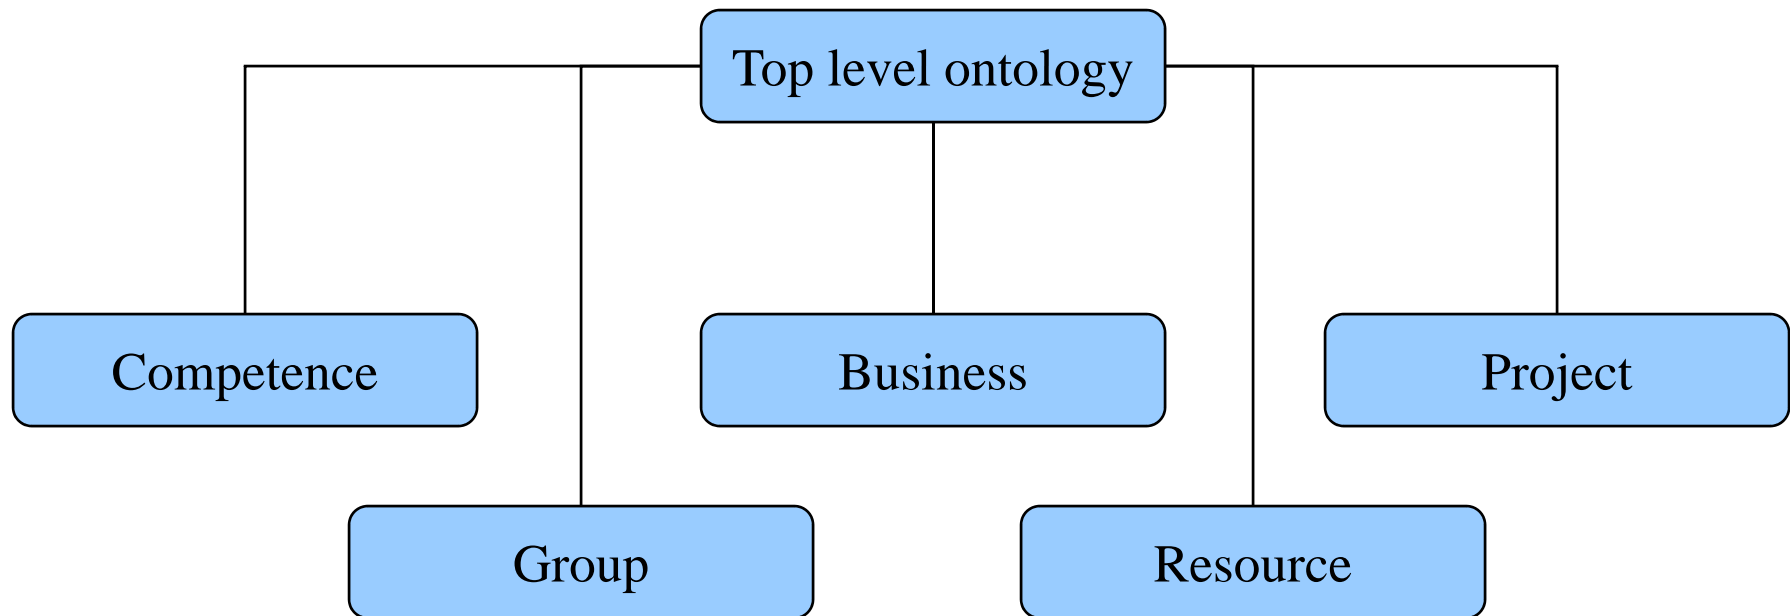 Top level ontology
Competence
Business
Project
Group
Resource